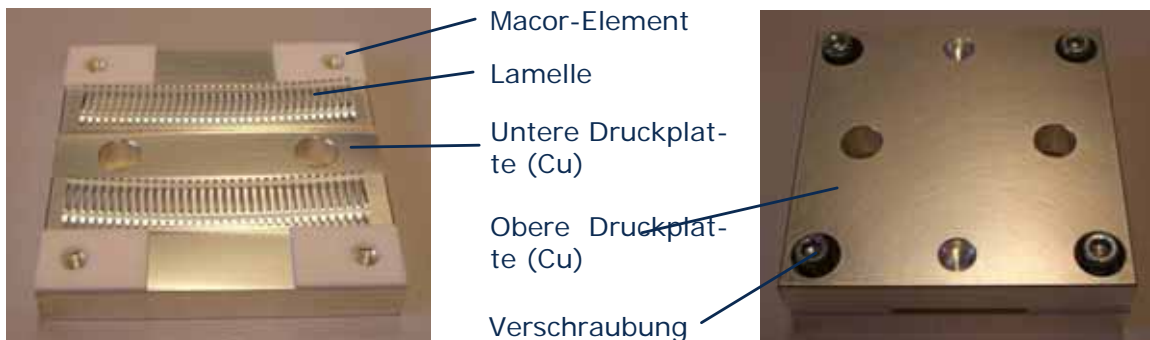 Macor-Element
Lamelle
Untere Druckplat-
te (Cu)
Obere Druckplat-
te (Cu)
Verschraubung